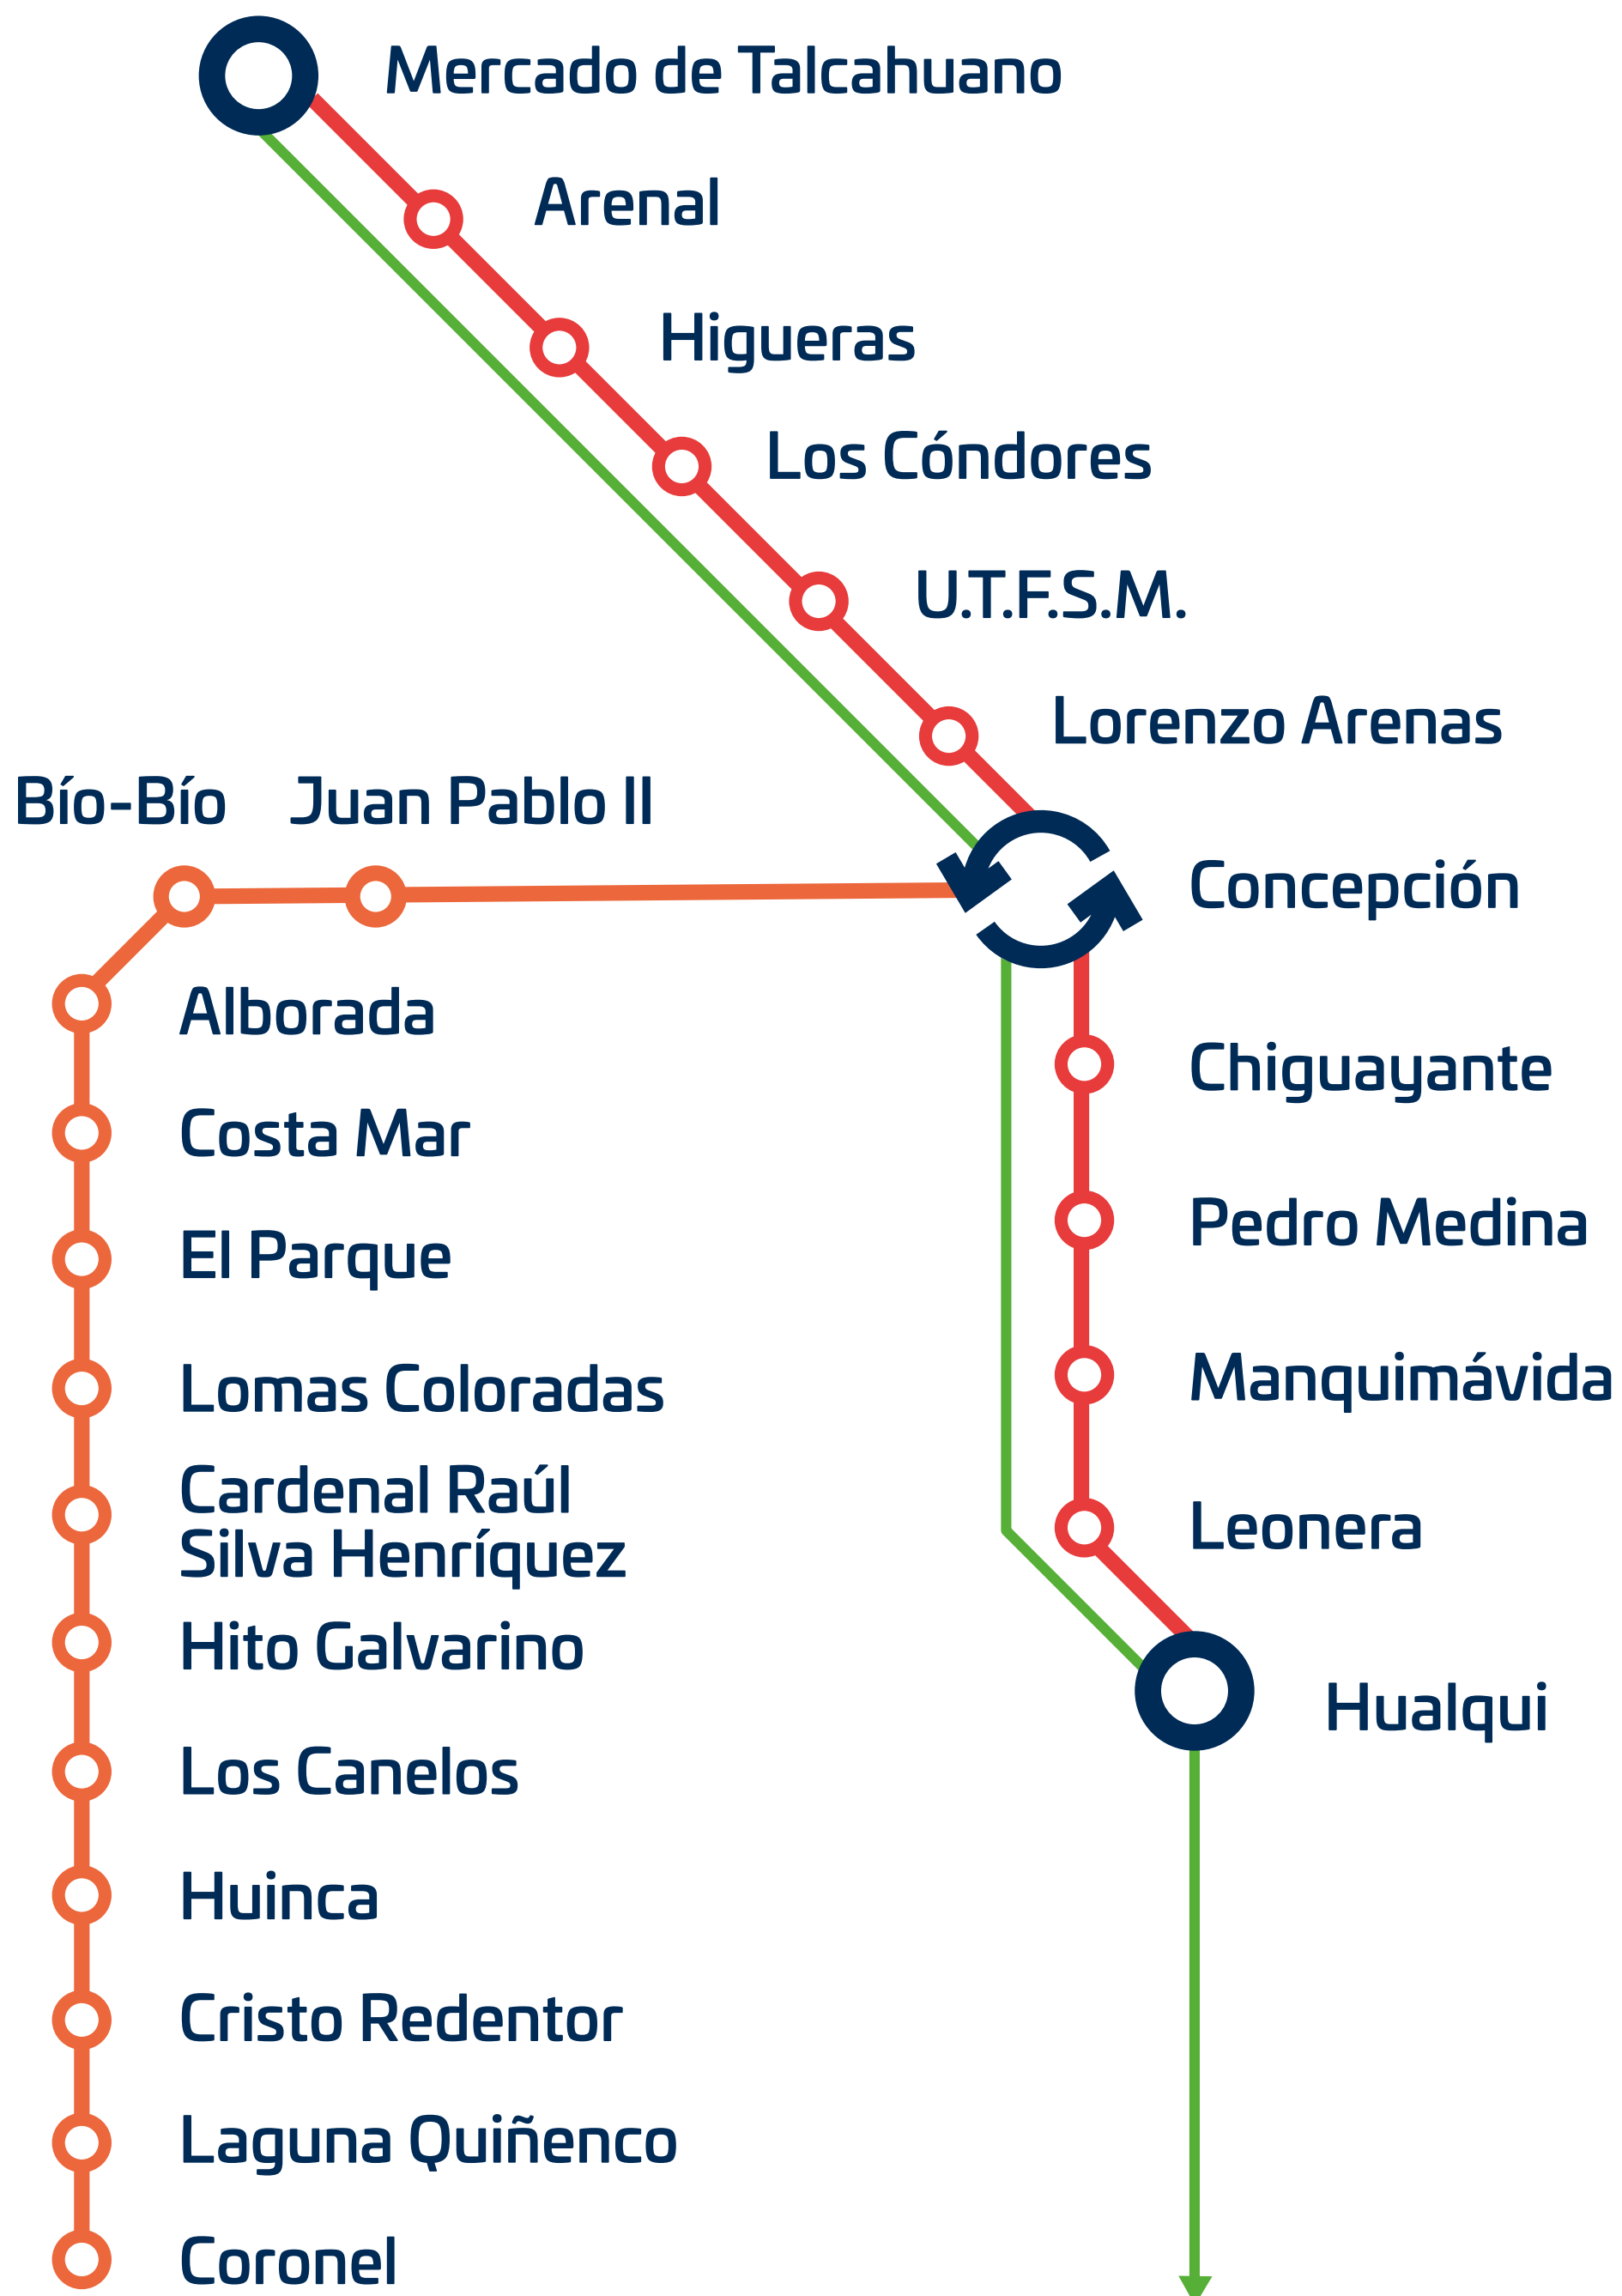 Mercado de Talcahuano
Arenal
Higueras
Los Cóndores
U.T.F.S.M.
Lorenzo Arenas
Bío-Bío
Juan Pablo II
Concepción
Alborada
Chiguayante
Costa Mar
Pedro Medina
El Parque
Lomas Coloradas
Manquimávida
Cardenal Raúl
Silva Henríquez
Leonera
Hito Galvarino
Hualqui
Los Canelos
Huinca
Cristo Redentor
Laguna Quiñenco
Coronel